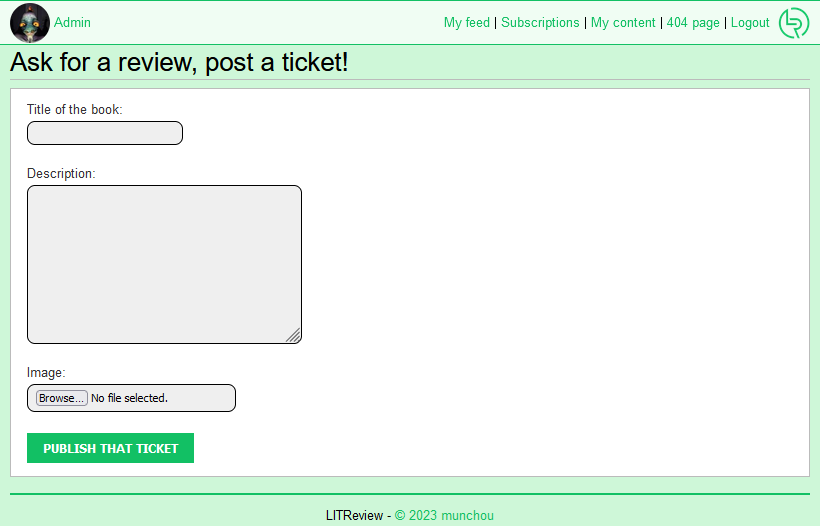 Admin
My feed | Subscriptions | My content | 404 page | Logout
Ask for a review, post a ticket!
Title of the book:
Description:
Image:
Browse... No file selected.
PUBLISH THAT TICKET
LITReview - © 2023 munchou